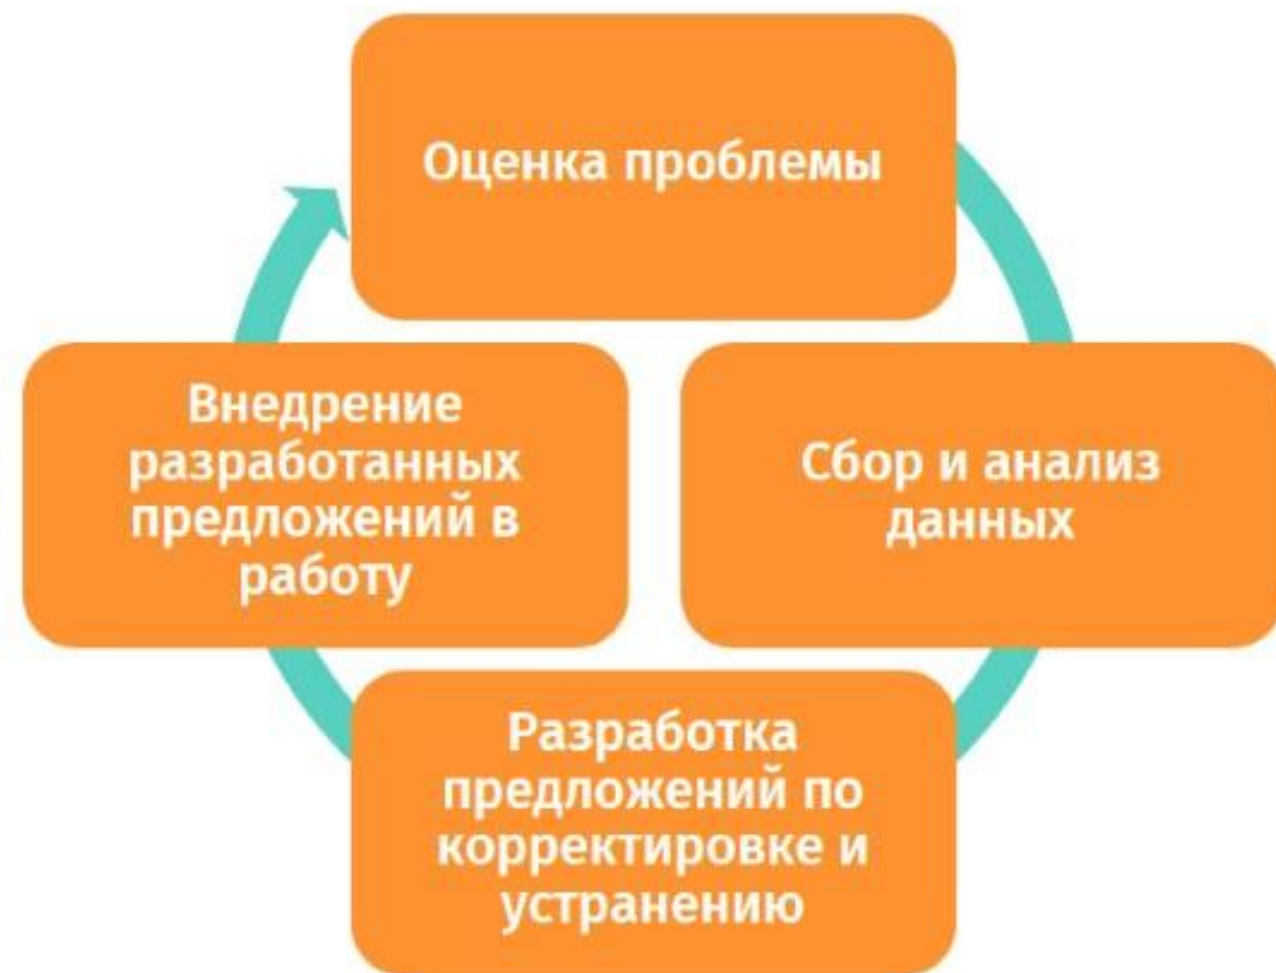 Оценка проблемы
Сбор и анализ
данных
Разработка
предложений по
корректировке и
устранению
Внедрение
разработанных
предложений в
работу